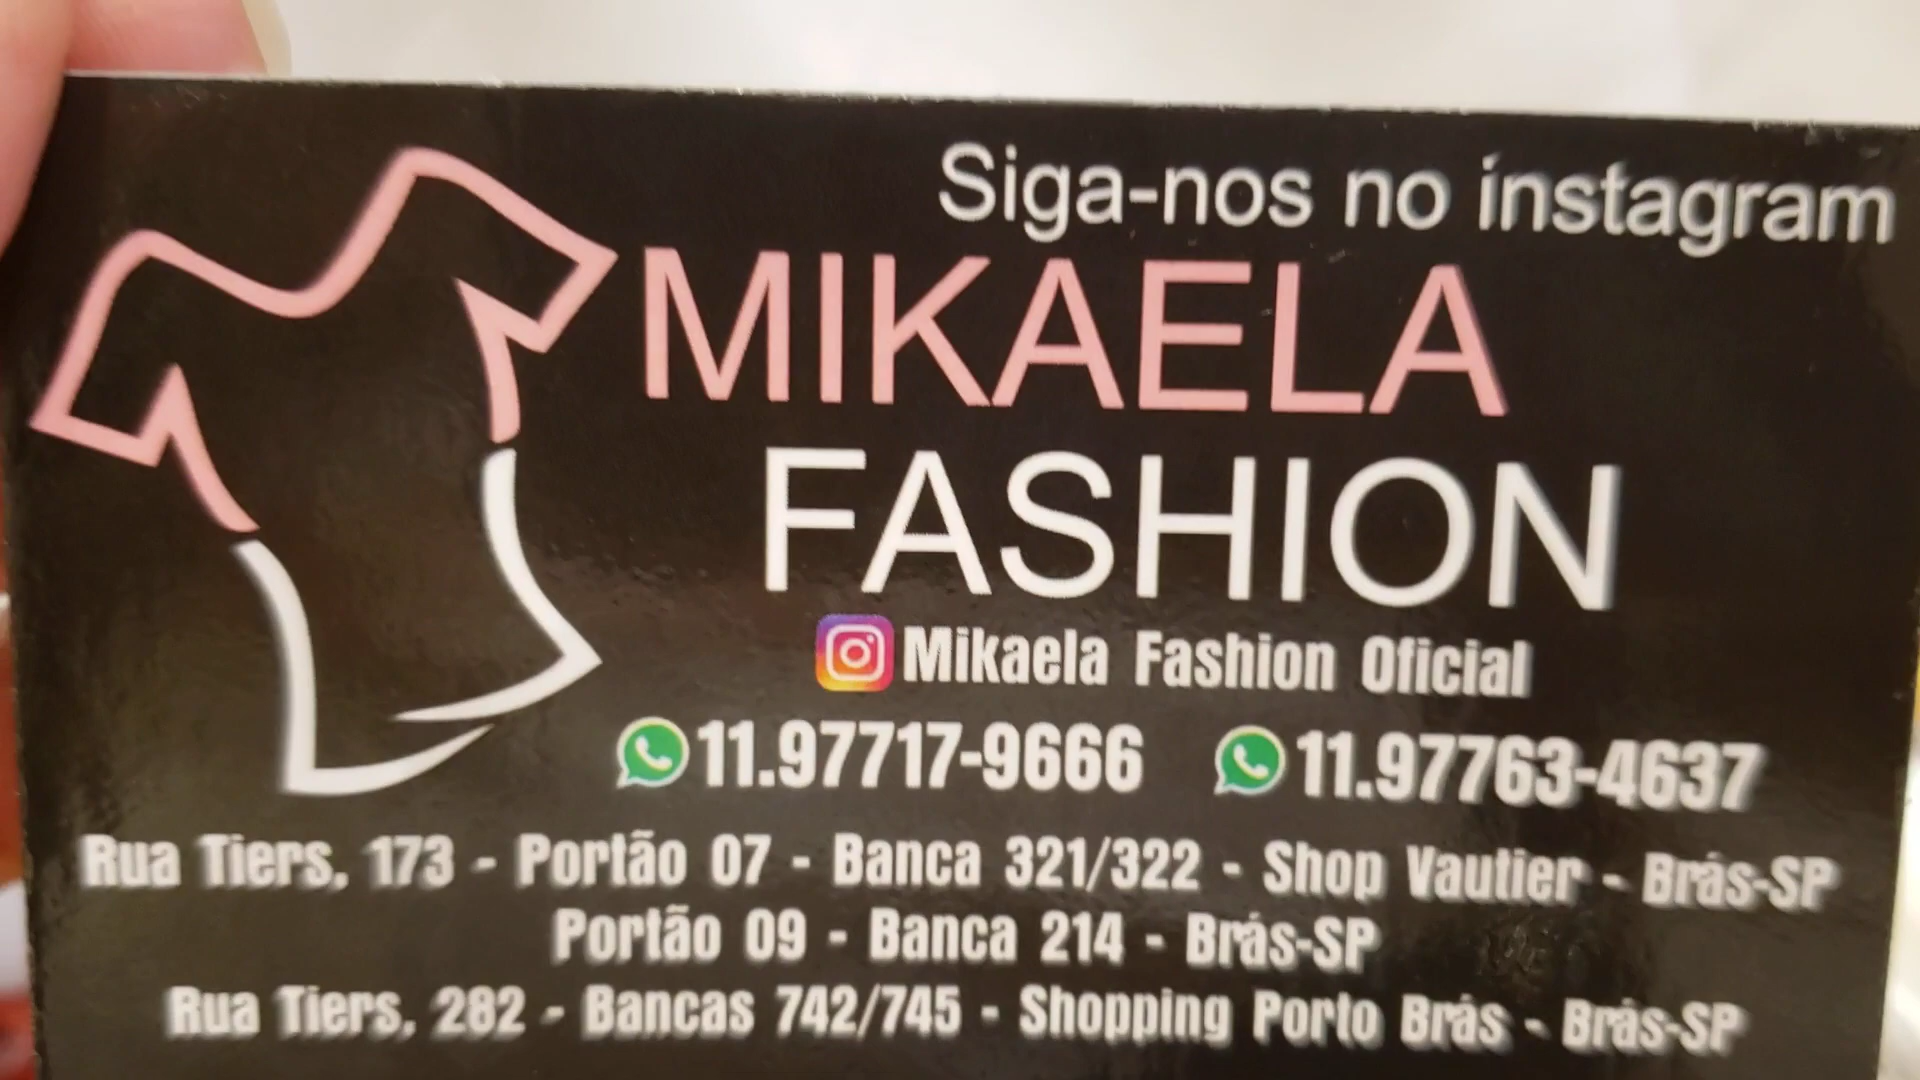 Siga-nos no instagram
MIKAELA
FASHION
Mikaela Fashion Oficial
11.97717-9666 11.97763-4637
Rua Tiers, 173 - Portão 07 - Banca 321/322 - Shop Vautier - Brás-SP
Portão 09 - Banca 214 - Brás-SP
Rua Tiers, 282 - Bancas 742/745 - Shopping Porto Brás - Brás-SP